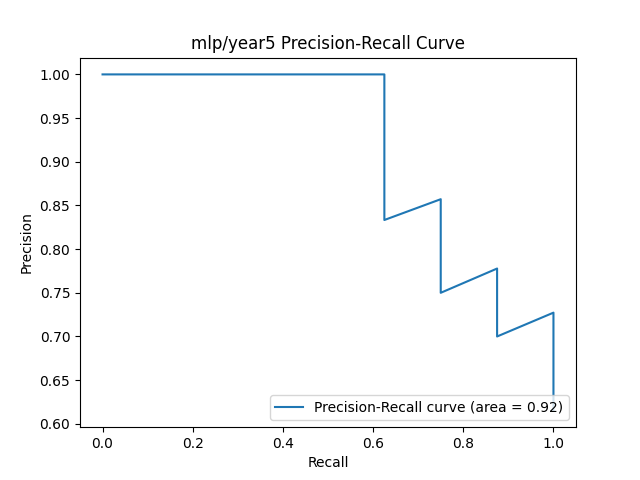 mlp/year5 Precision-Recall Curve
1.00
0.95
0.90
0.85
0.80
0.75
0.70
0.65
0.60
Precision
Precision-Recall curve (area = 0.92)
0.0 0.2 0.4 0.6 0.8 1.0
Recall